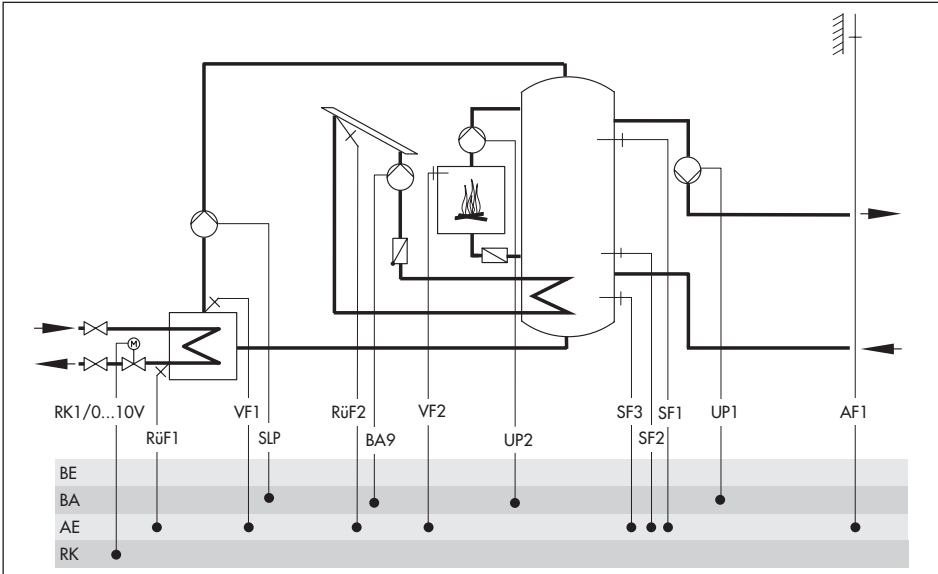 M
RK1/0...10V VF1 RüF2 VF2 SF3 SF1 UP1 AF1
RüF1 SLP BA9 UP2 SF2
BE
BA
AE
RK